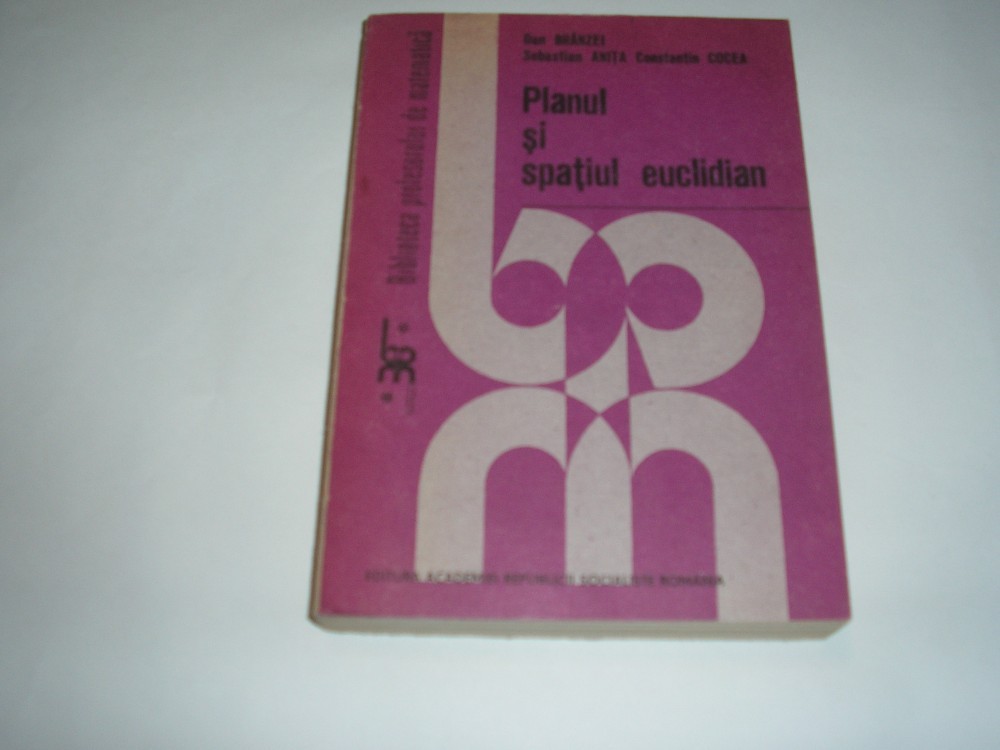 Dan BRÂNZEI
Sebastian ANIȚA Constantin COCEA
Planul
și
spațiul euclidian
Biblioteca profesorului de matematică
EDITURA ACADEMIEI REPUBLICII SOCIALISTE ROMÂNIA